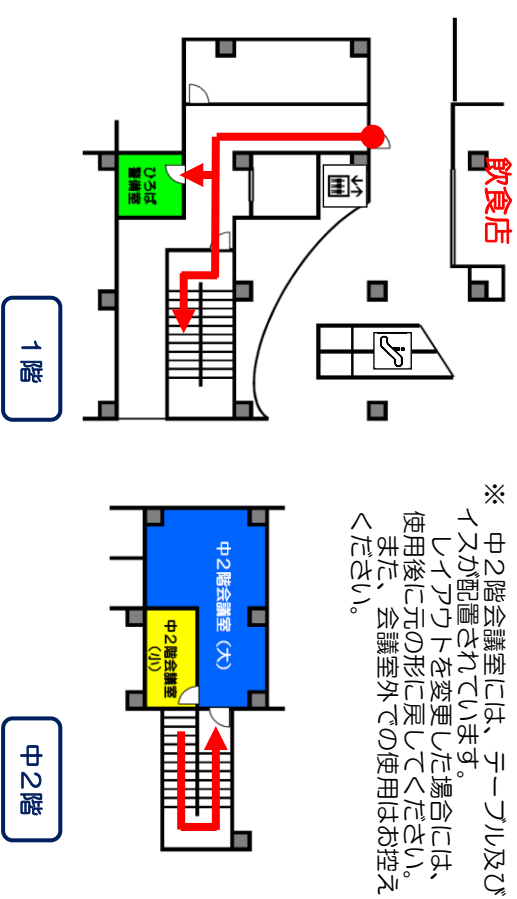 飲食店
ひろば
警備室
1階
※ 中2階会議室には、テーブル及び
イスが配置されています。
レイアウトを変更した場合には、
使用後に元の形に戻してください。
また、会議室外での使用はお控え
ください。
中2階会議室（大）
中2階会議室
（小）
中2階